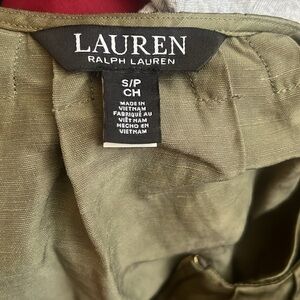 LAUREN
RALPH LAUREN
S/P
CH
MADE IN
VIETNAM
FABRIQUÉ AU
VIÊT NAM
HECHO EN
VIETNAM